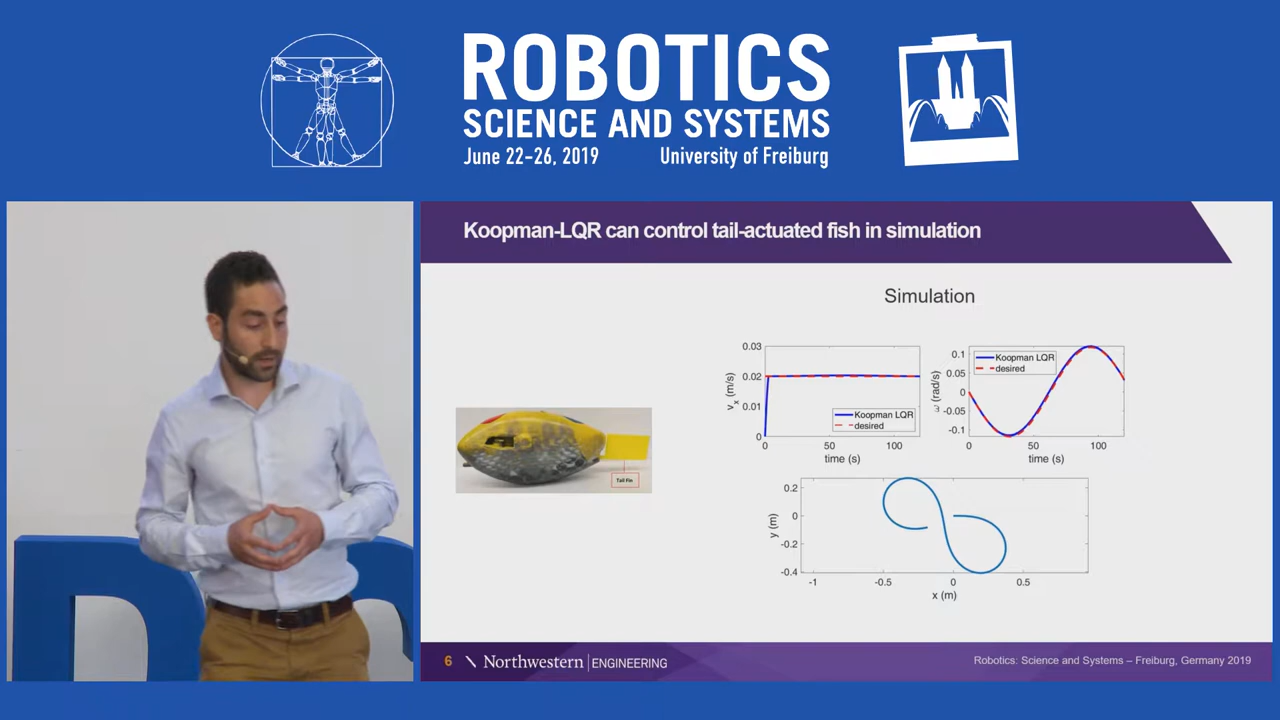 ROBOTICS
SCIENCE AND SYSTEMS
June 22-26, 2019 University of Freiburg
Koopman-LQR can control tail-actuated fish in simulation
Simulation
0.03
0.02
0.01
0
v_x (m/s)
Koopman LQR
desired
0 50 100
time (s)
0.1
0.05
0
-0.05
-0.1
ω (rad/s)
Koopman LQR
desired
0 50 100
time (s)
Tail Fin
0.2
0
-0.2
-0.4
y (m)
-1 -0.5 0 0.5
x (m)
6 Northwestern ENGINEERING
Robotics: Science and Systems – Freiburg, Germany 2019